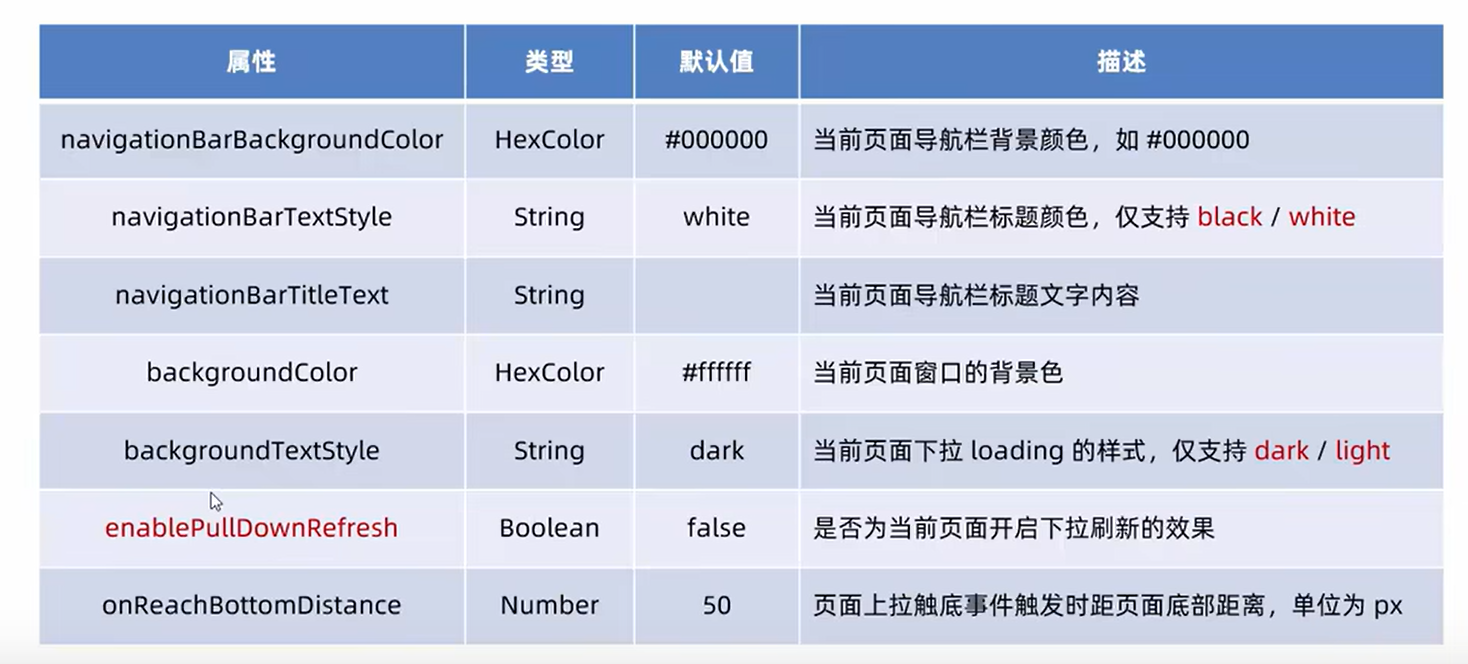 属性 类型 默认值 描述
navigationBarBackgroundColor HexColor #000000 当前页面导航栏背景颜色，如 #000000
navigationBarTextStyle String white 当前页面导航栏标题颜色，仅支持 black / white
navigationBarTitleText String 当前页面导航栏标题文字内容
backgroundColor HexColor #ffffff 当前页面窗口的背景色
backgroundTextStyle String dark 当前页面下拉 loading 的样式，仅支持 dark / light
enablePullDownRefresh Boolean false 是否为当前页面开启下拉刷新的效果
onReachBottomDistance Number 50 页面上拉触底事件触发时距页面底部距离，单位为 px